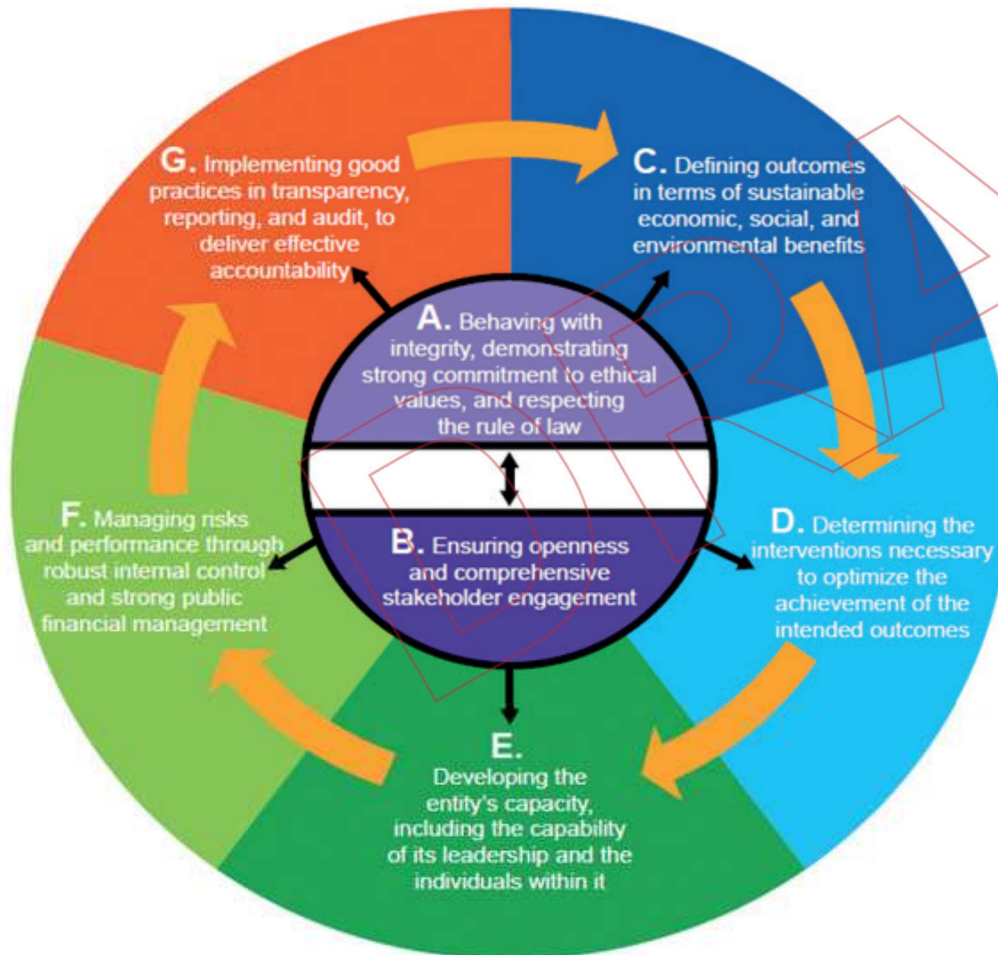 G. Implementing good
practices in transparency,
reporting, and audit, to
deliver effective
accountability
C. Defining outcomes
in terms of sustainable
economic, social, and
environmental benefits
A. Behaving with
integrity, demonstrating
strong commitment to ethical
values, and respecting
the rule of law
F. Managing risks
and performance through
robust internal control
and strong public
financial management
B. Ensuring openness
and comprehensive
stakeholder engagement
D. Determining the
interventions necessary
to optimize the
achievement of the
intended outcomes
E.
Developing the
entity's capacity,
including the capability
of its leadership and the
individuals within it
DRA